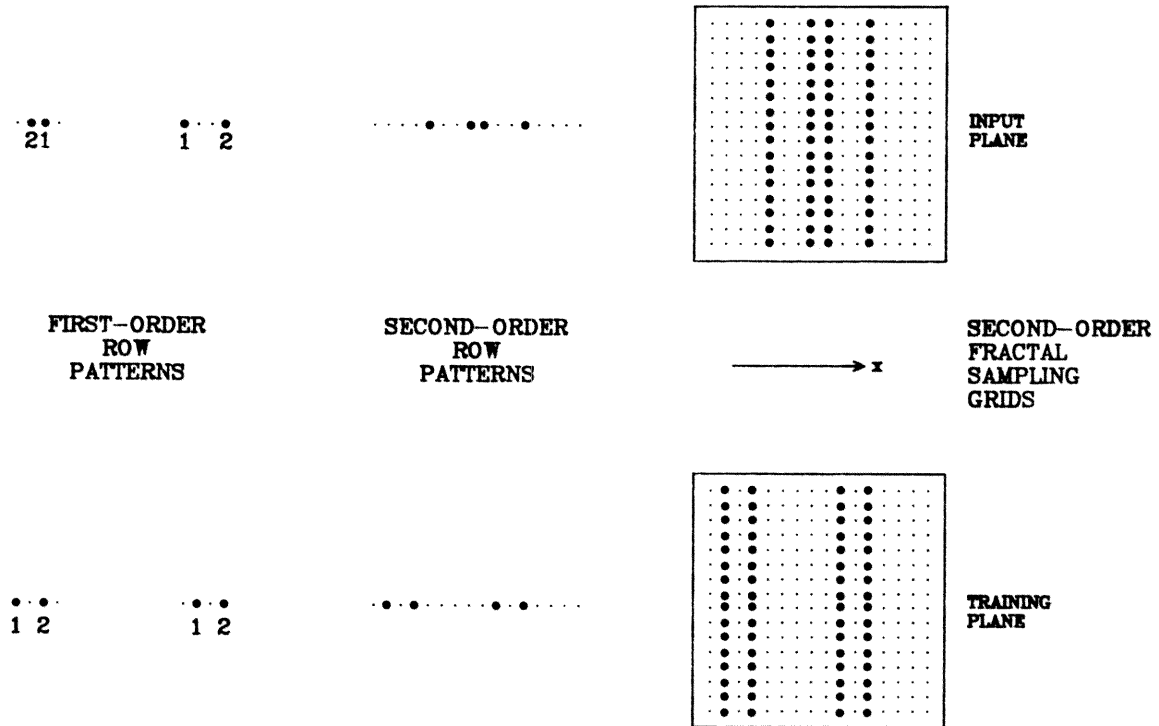 21
1 2
INPUT
PLANE
FIRST-ORDER
ROW
PATTERNS
SECOND-ORDER
ROW
PATTERNS
x
SECOND-ORDER
FRACTAL
SAMPLING
GRIDS
1 2
1 2
TRAINING
PLANE